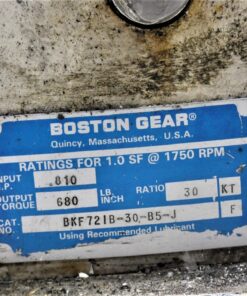 BOSTON GEAR®
Quincy, Massachusetts, U.S.A.
RATINGS FOR 1.0 SF @ 1750 RPM
INPUT H.P. .810
OUTPUT TORQUE 680 LB. INCH RATIO 30 KT
CAT. BKF721B-30-B5-J F
Using Recommended Lubricant